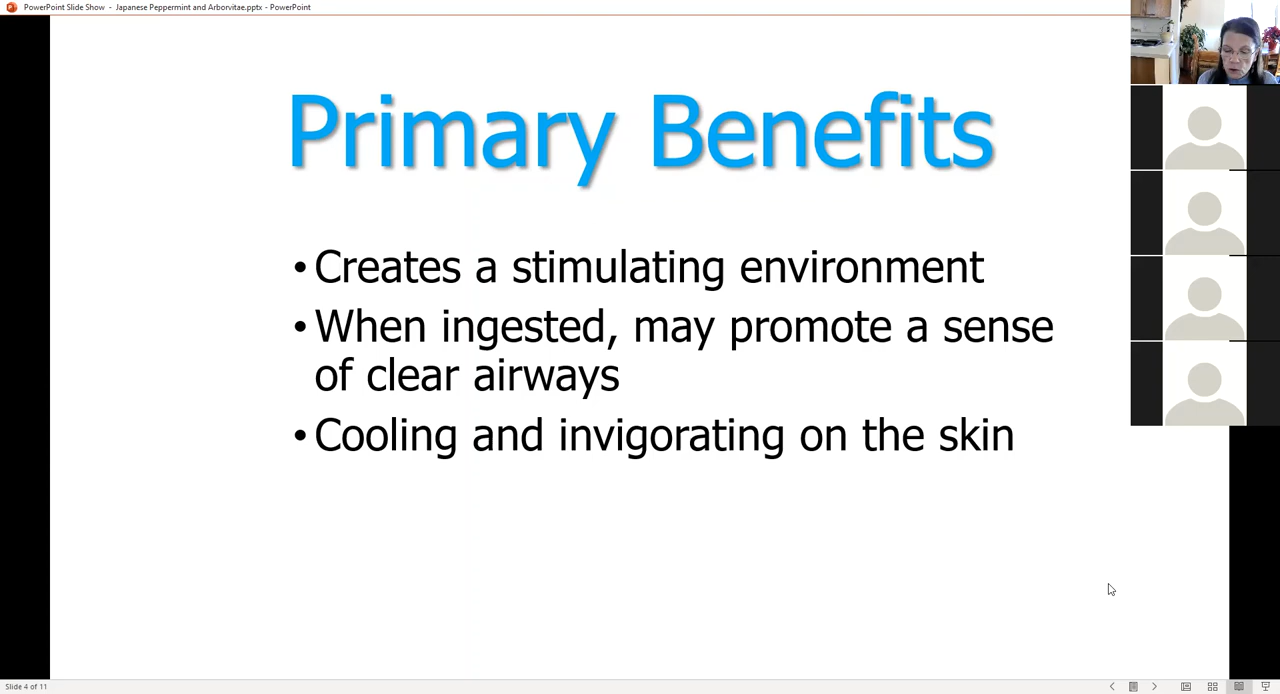 PowerPoint Slide Show - Japanese Peppermint and Arborvitae.pptx - PowerPoint
Primary Benefits
• Creates a stimulating environment
• When ingested, may promote a sense
of clear airways
• Cooling and invigorating on the skin
Slide 4 of 11